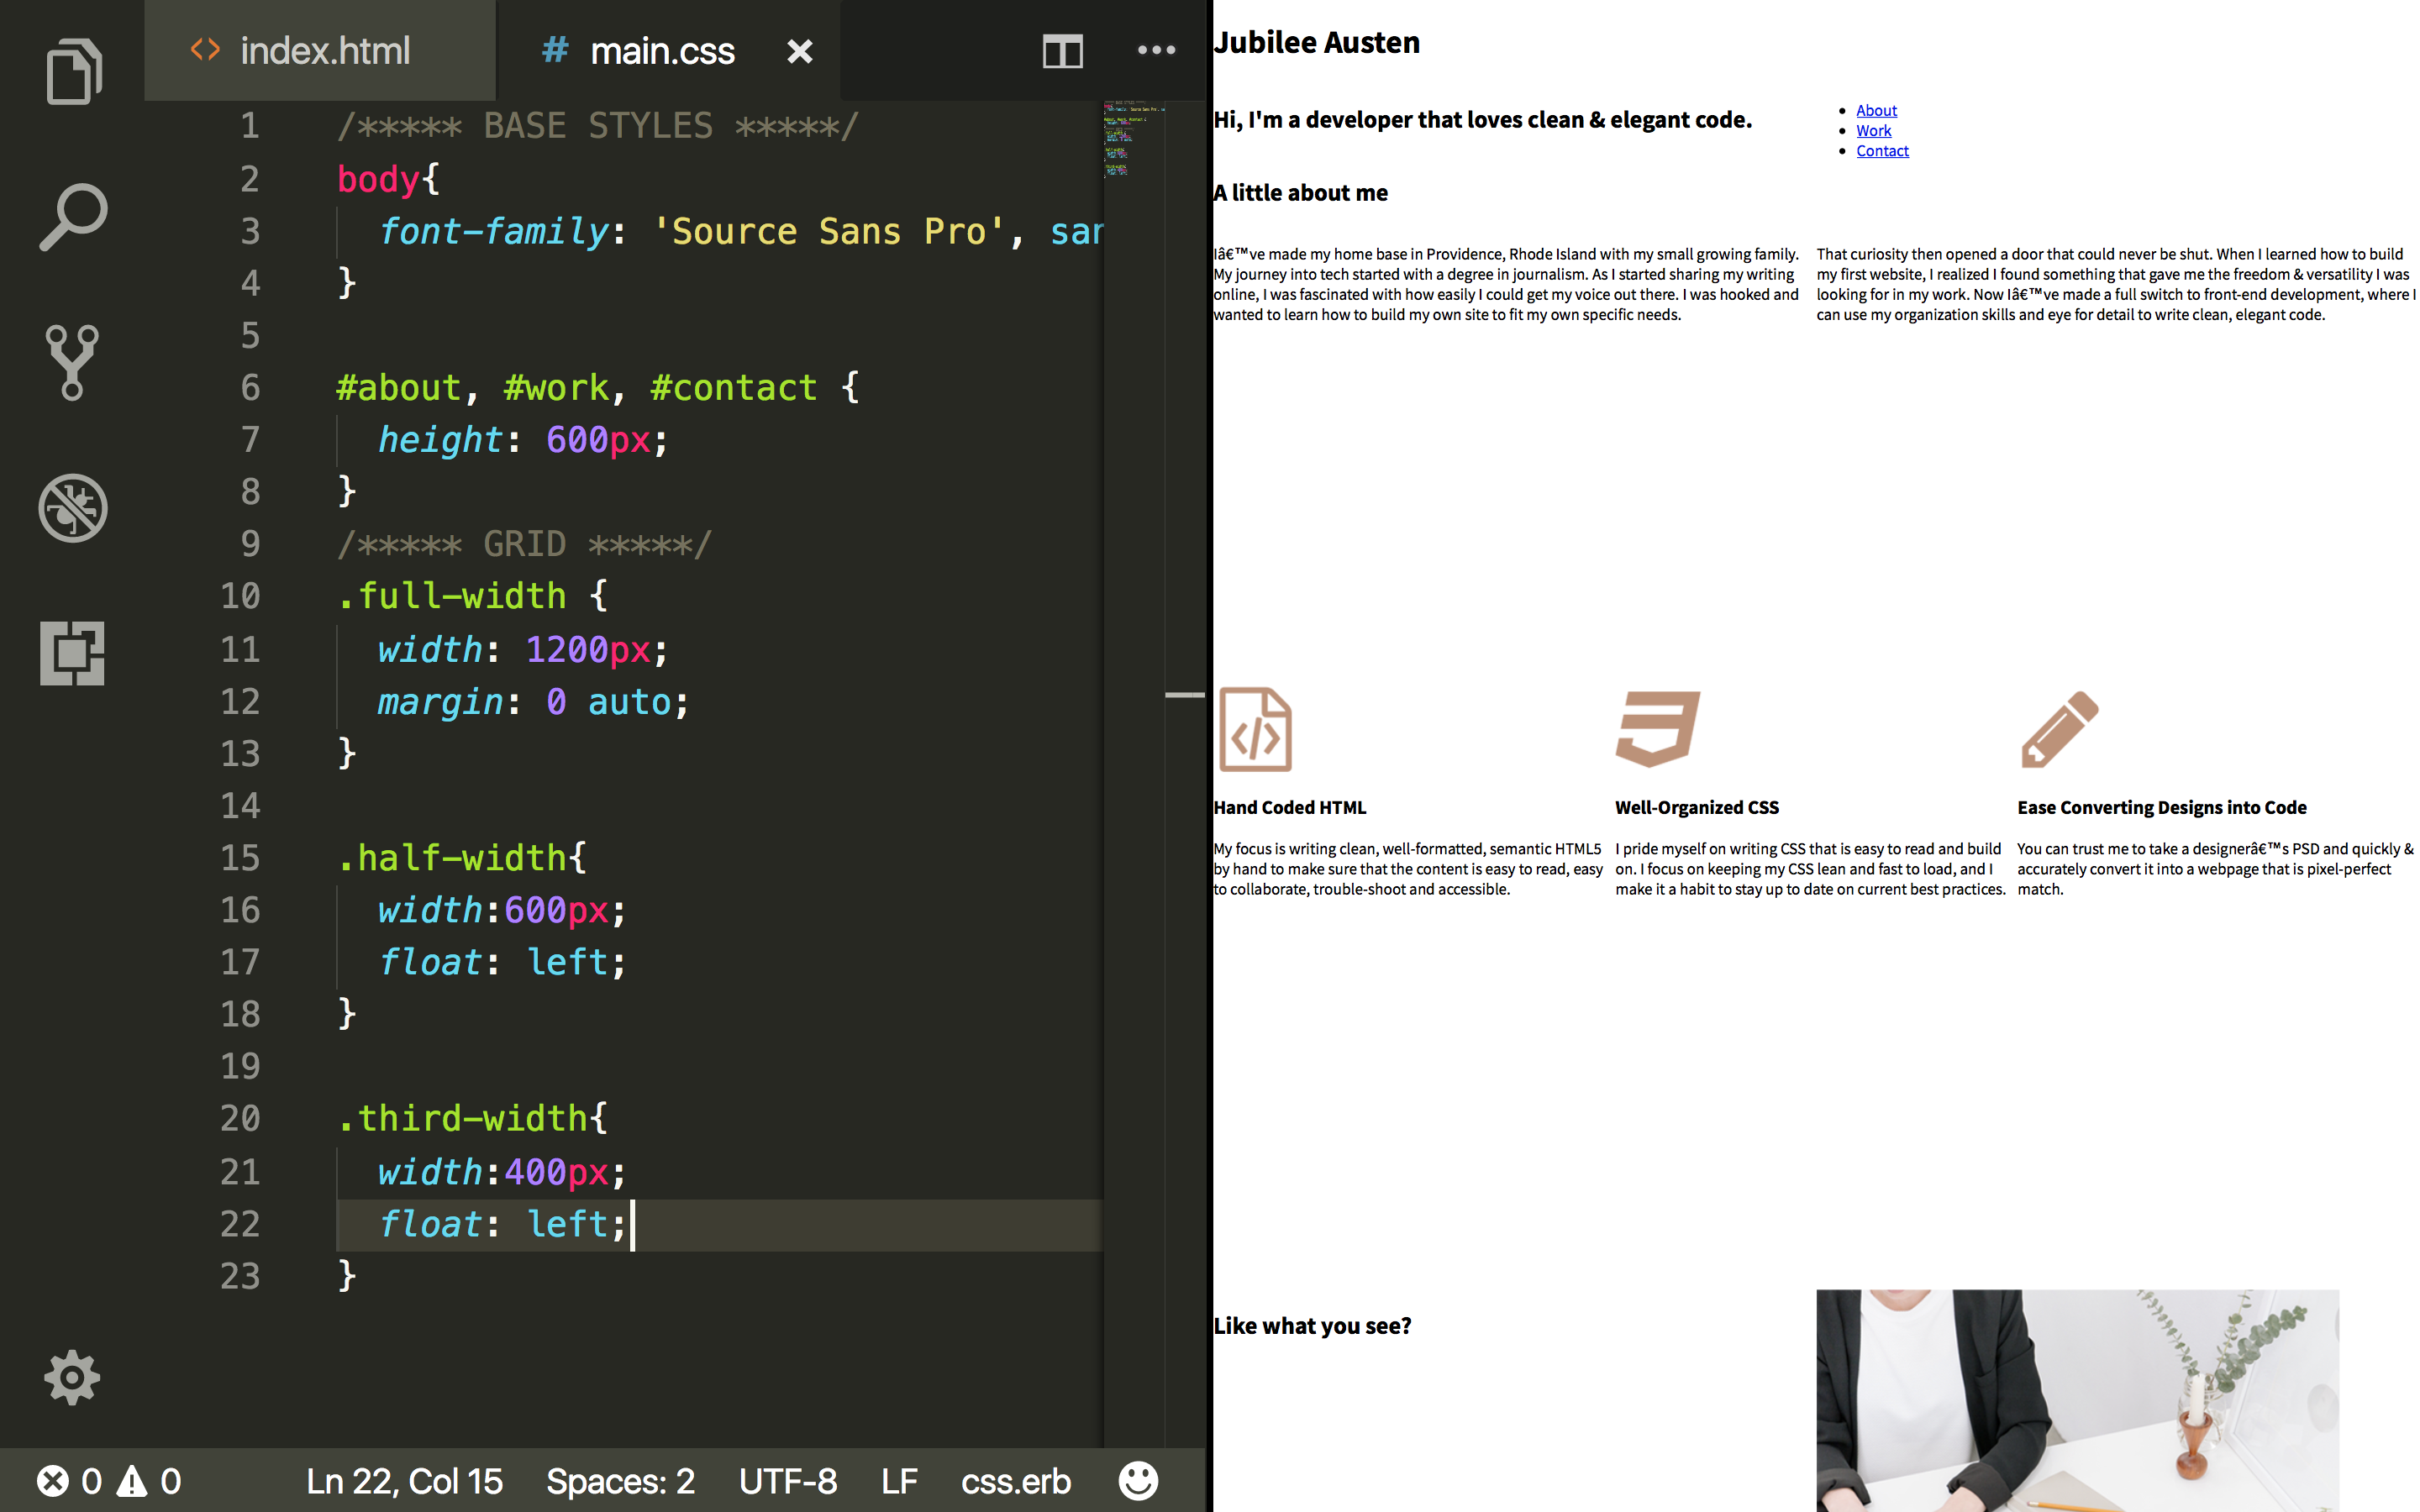 index.html
# main.css
1 /***** BASE STYLES *****/
2 body{
3 font-family: 'Source Sans Pro', sar
4 }
5
6 #about, #work, #contact {
7 height: 600px;
8 }
9 /***** GRID *****/
10 .full-width {
11 width: 1200px;
12 margin: 0 auto;
13 }
14
15 .half-width{
16 width:600px;
17 float: left;
18 }
19
20 .third-width{
21 width:400px;
22 float: left;
23 }
0 0 Ln 22, Col 15 Spaces: 2 UTF-8 LF css.erb
Jubilee Austen
Hi, I'm a developer that loves clean & elegant code.
About
Work
Contact
A little about me
Iâ€™ve made my home base in Providence, Rhode Island with my small growing family.
My journey into tech started with a degree in journalism. As I started sharing my writing
online, I was fascinated with how easily I could get my voice out there. I was hooked and
wanted to learn how to build my own site to fit my own specific needs.
That curiosity then opened a door that could never be shut. When I learned how to build
my first website, I realized I found something that gave me the freedom & versatility I was
looking for in my work. Now Iâ€™ve made a full switch to front-end development, where I
can use my organization skills and eye for detail to write clean, elegant code.
Hand Coded HTML
My focus is writing clean, well-formatted, semantic HTML5
by hand to make sure that the content is easy to read, easy
to collaborate, trouble-shoot and accessible.
Well-Organized CSS
I pride myself on writing CSS that is easy to read and build
on. I focus on keeping my CSS lean and fast to load, and I
make it a habit to stay up to date on current best practices.
Ease Converting Designs into Code
You can trust me to take a designerâ€™s PSD and quickly &
accurately convert it into a webpage that is pixel-perfect
match.
Like what you see?